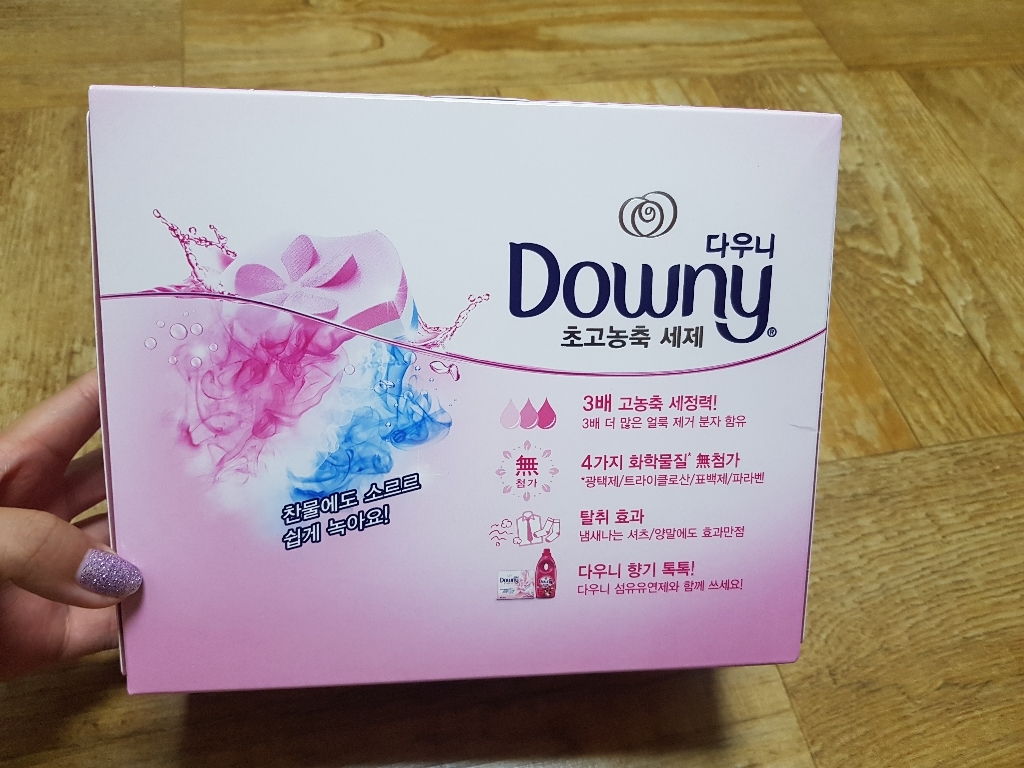 다우니
Downy®
초고농축 세제
3배 고농축 세정력!
3배 더 많은 얼룩 제거 분자 함유
無
첨가
4가지 화학물질* 無첨가
*광택제/트라이클로산/표백제/파라벤
찬물에도 소르르
쉽게 녹아요!
탈취 효과
냄새나는 셔츠/양말에도 효과만점
Downy
다우니 향기 톡톡!
다우니 섬유유연제와 함께 쓰세요!